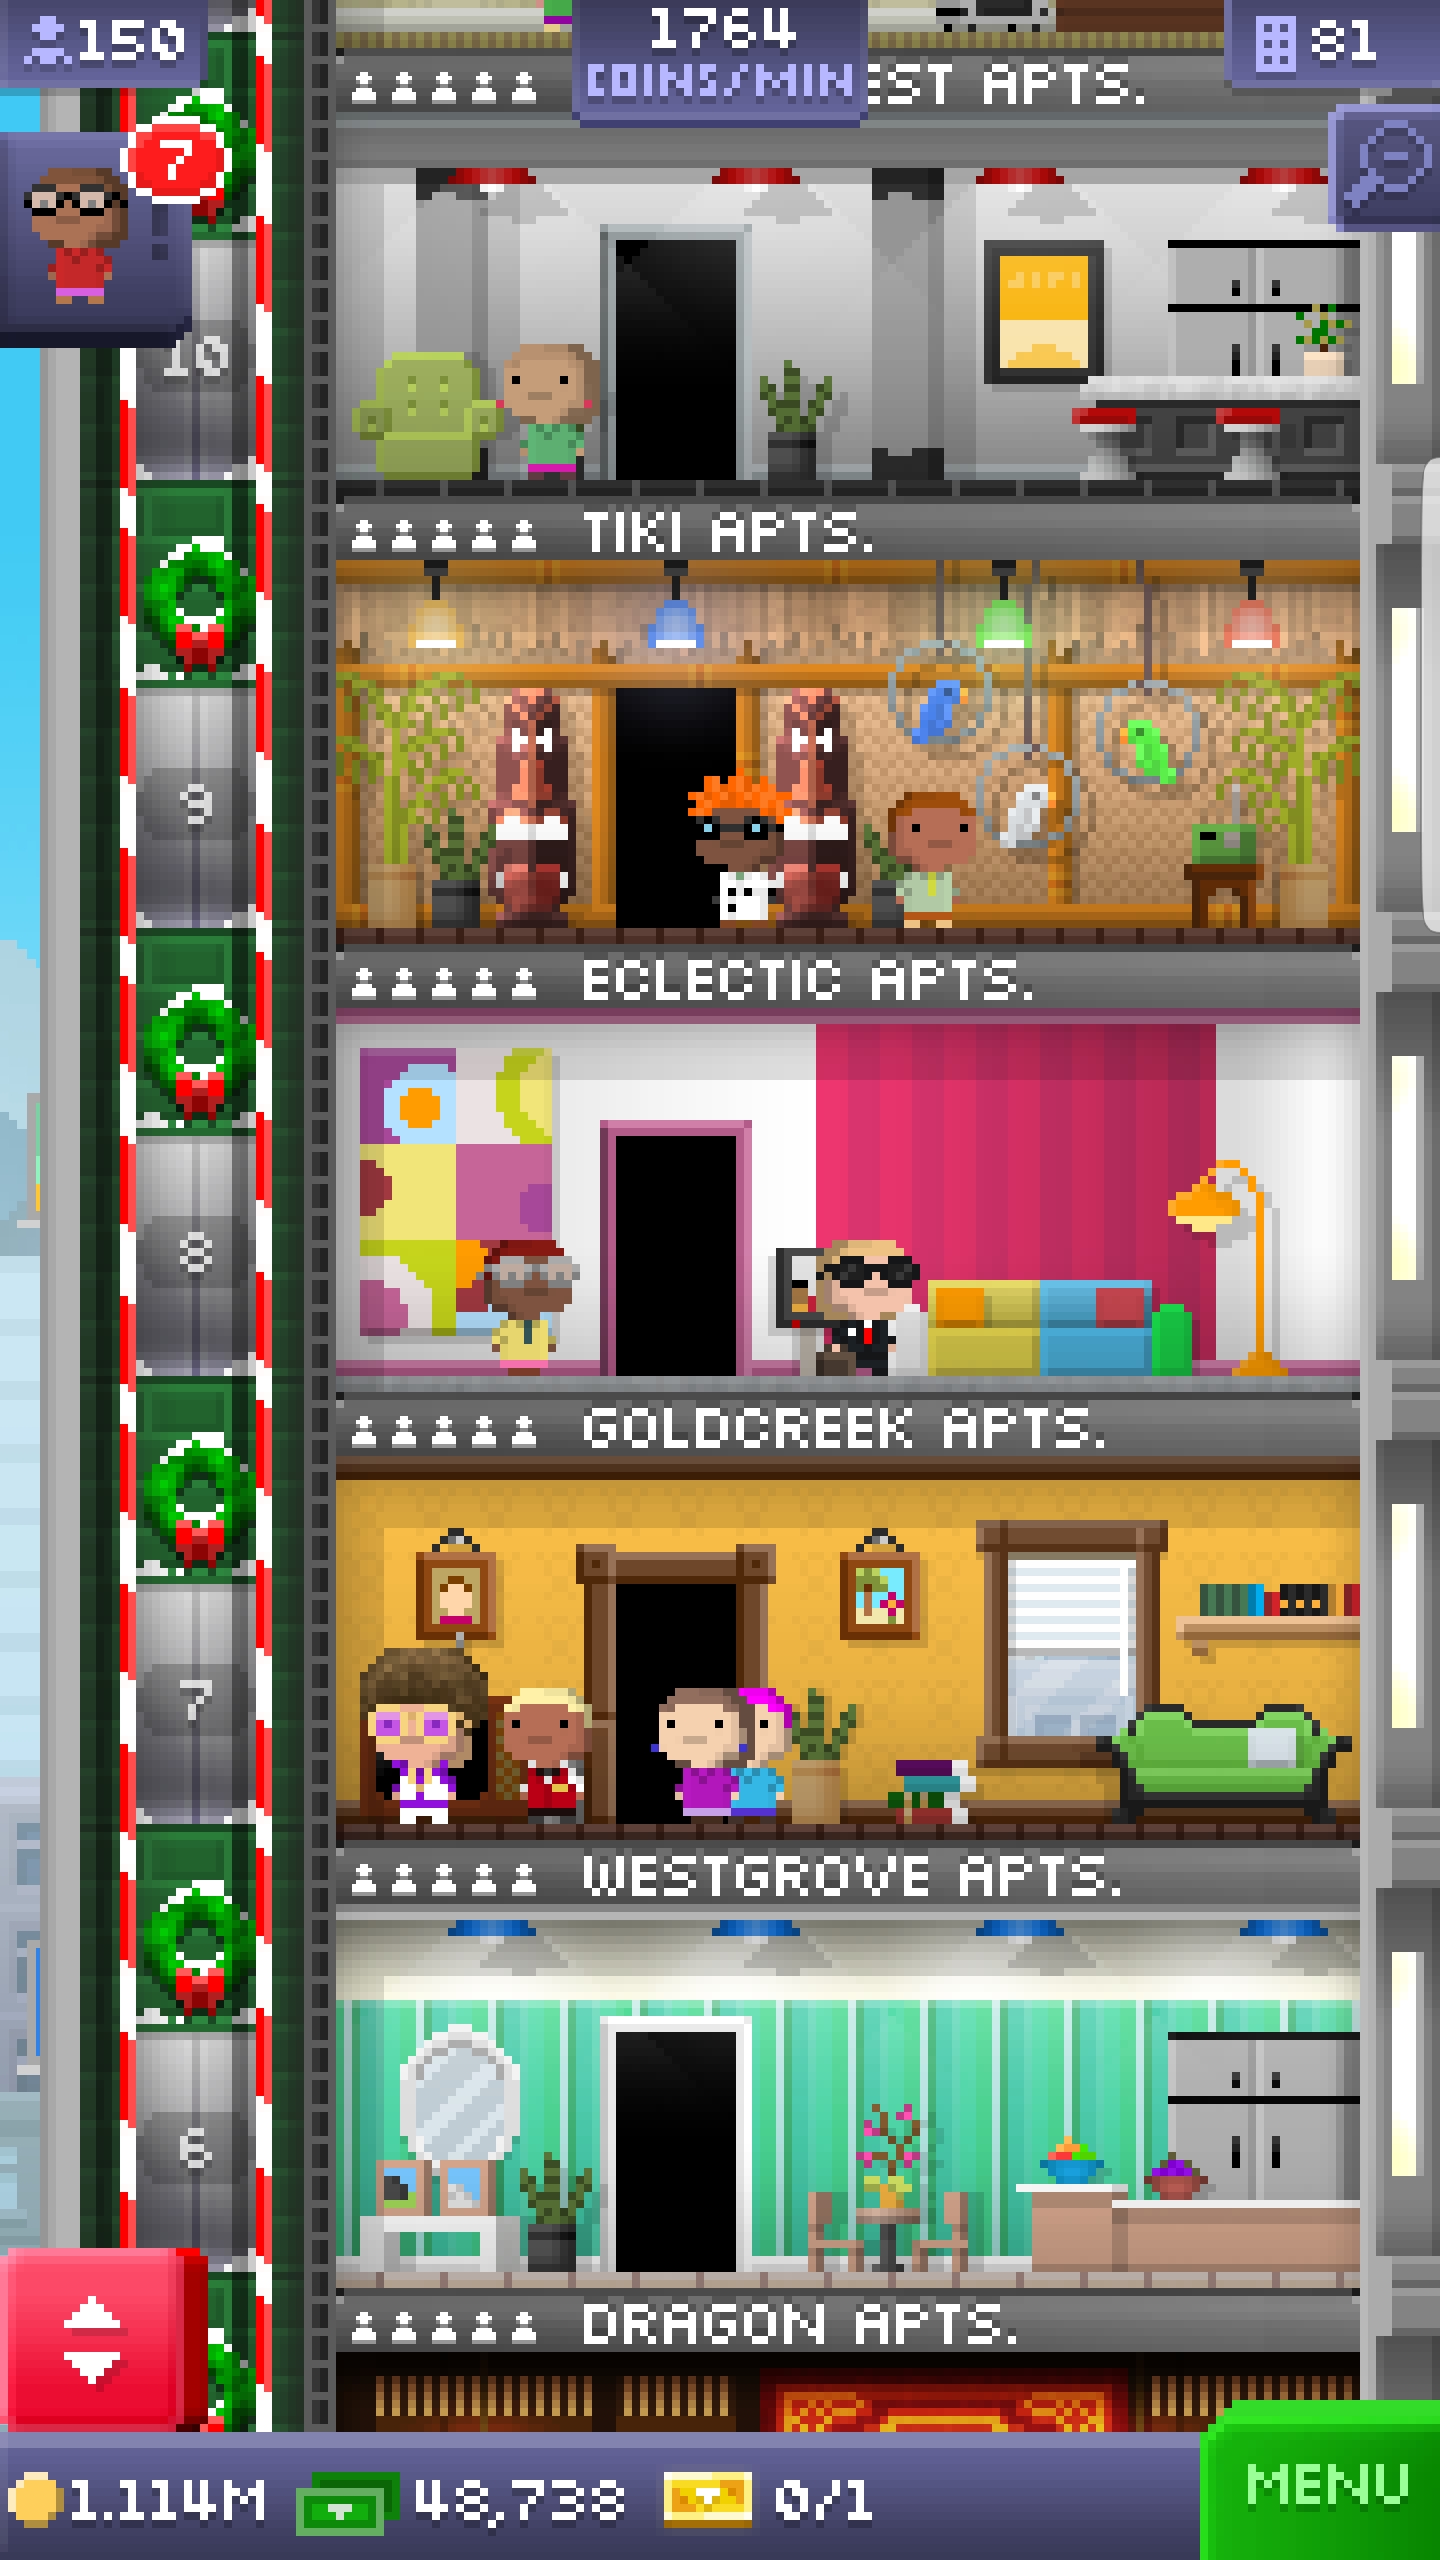 150
1764
COINS/MIN
81
EST APTS.
?
10
TIKI APTS.
9
ECLECTIC APTS.
8
GOLDCREEK APTS.
7
WESTGROVE APTS.
6
DRAGON APTS.
1.114M
48,738
0/1
MENU